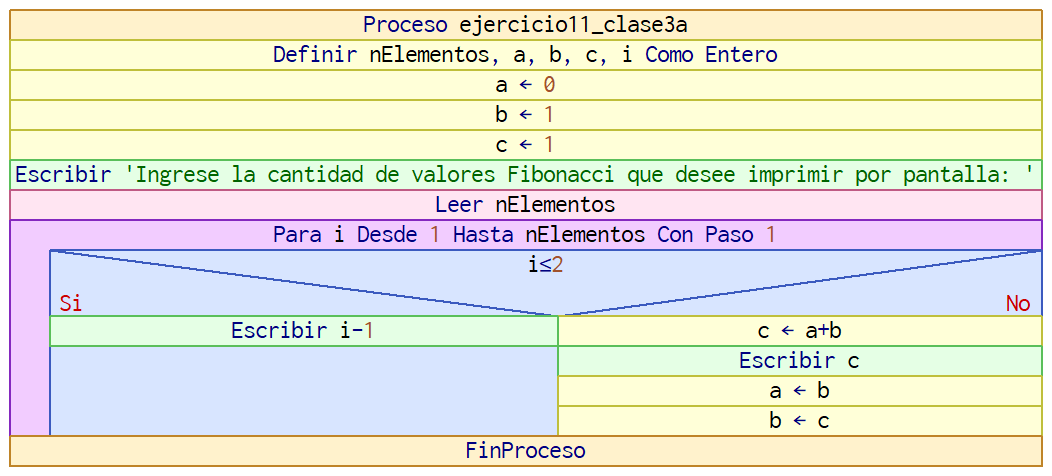 Proceso ejercicio11_clase3a
Definir nElementos, a, b, c, i Como Entero
a ← 0
b ← 1
c ← 1
Escribir 'Ingrese la cantidad de valores Fibonacci que desee imprimir por pantalla: '
Leer nElementos
Para i Desde 1 Hasta nElementos Con Paso 1
i≤2
Si
No
Escribir i-1
c ← a+b
Escribir c
a ← b
b ← c
FinProceso